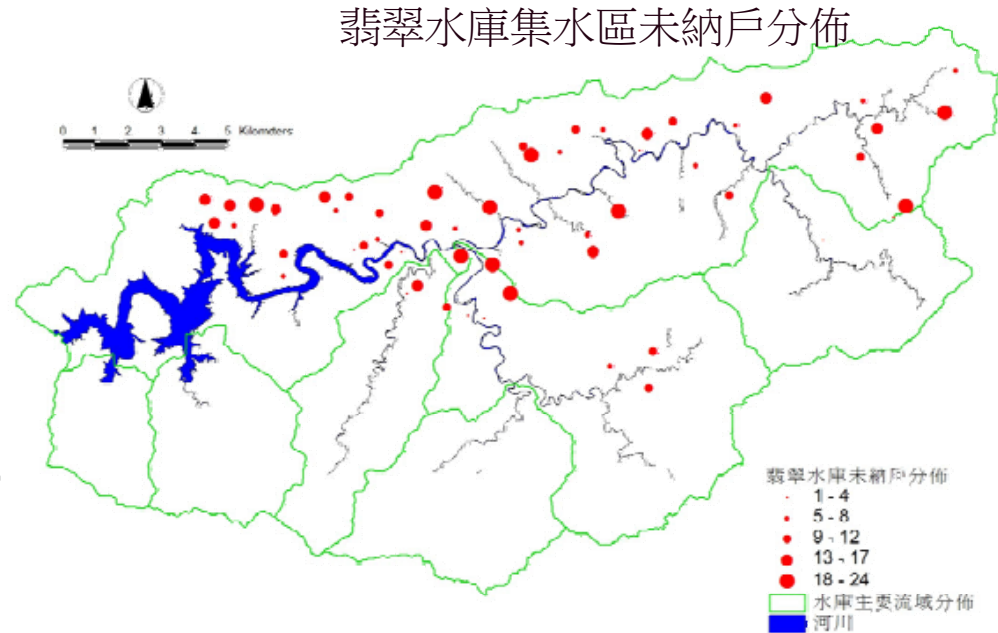 翡翠水庫集水區未納戶分佈
0 1 2 3 4 5 Kilometers
翡翠水庫未納戶分佈
1 - 4
5 - 8
9 - 12
13 - 17
18 - 24
水庫主要流域分佈
河川